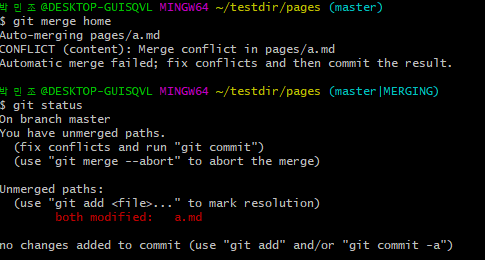 박 민 조 @DESKTOP-GUISQVL MINGW64 ~/testdir/pages (master)
$ git merge home
Auto-merging pages/a.md
CONFLICT (content): Merge conflict in pages/a.md
Automatic merge failed; fix conflicts and then commit the result.
박 민 조 @DESKTOP-GUISQVL MINGW64 ~/testdir/pages (master|MERGING)
$ git status
On branch master
You have unmerged paths.
(fix conflicts and run "git commit")
(use "git merge --abort" to abort the merge)
Unmerged paths:
(use "git add <file>..." to mark resolution)
both modified: a.md
no changes added to commit (use "git add" and/or "git commit -a")